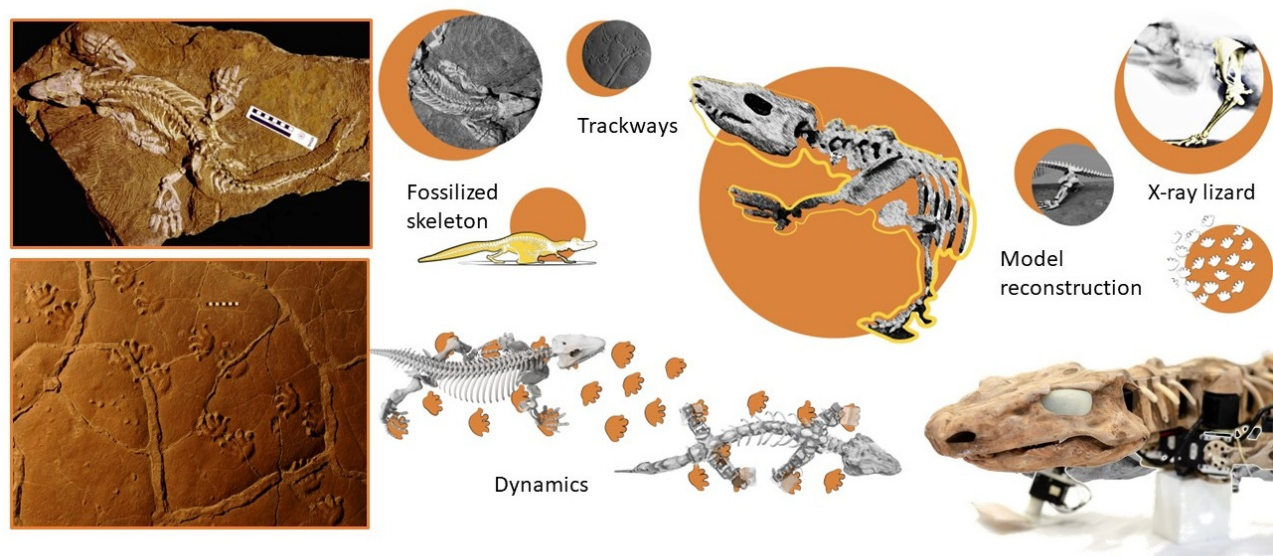 Trackways
Fossilized
skeleton
X-ray lizard
Model
reconstruction
Dynamics